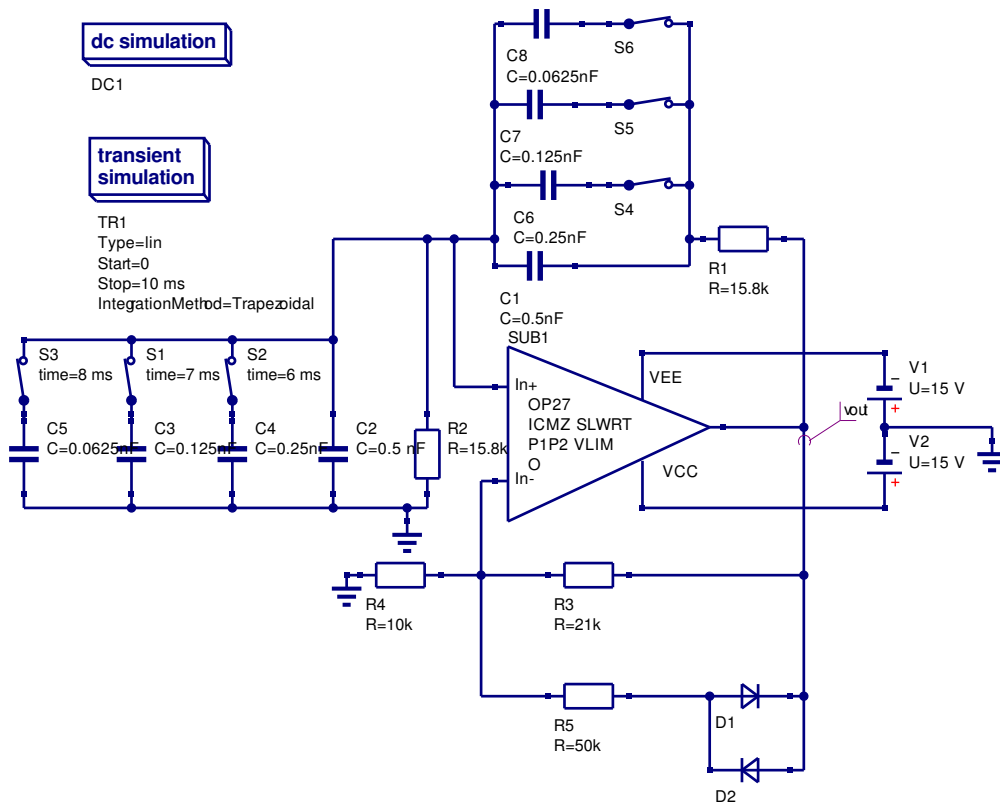 dc simulation
DC1
transient
simulation
TR1
Type=lin
Start=0
Stop=10 ms
IntegrationMethod=Trapezoidal
S6
C8
C=0.0625nF
S5
C7
C=0.125nF
S4
C6
C=0.25nF
R1
R=15.8k
C1
C=0.5nF
SUB1
S3
time=8 ms
S1
time=7 ms
S2
time=6 ms
C5
C=0.0625nF
C3
C=0.125nF
C4
C=0.25nF
C2
C=0.5 nF
R2
R=15.8k
In+
OP27
ICMZ SLWRT
P1P2 VLIM
O
In-
VEE
VCC
vout
V1
U=15 V
V2
U=15 V
− 
+
−
+
R4
R=10k
R3
R=21k
R5
R=50k
D1
D2